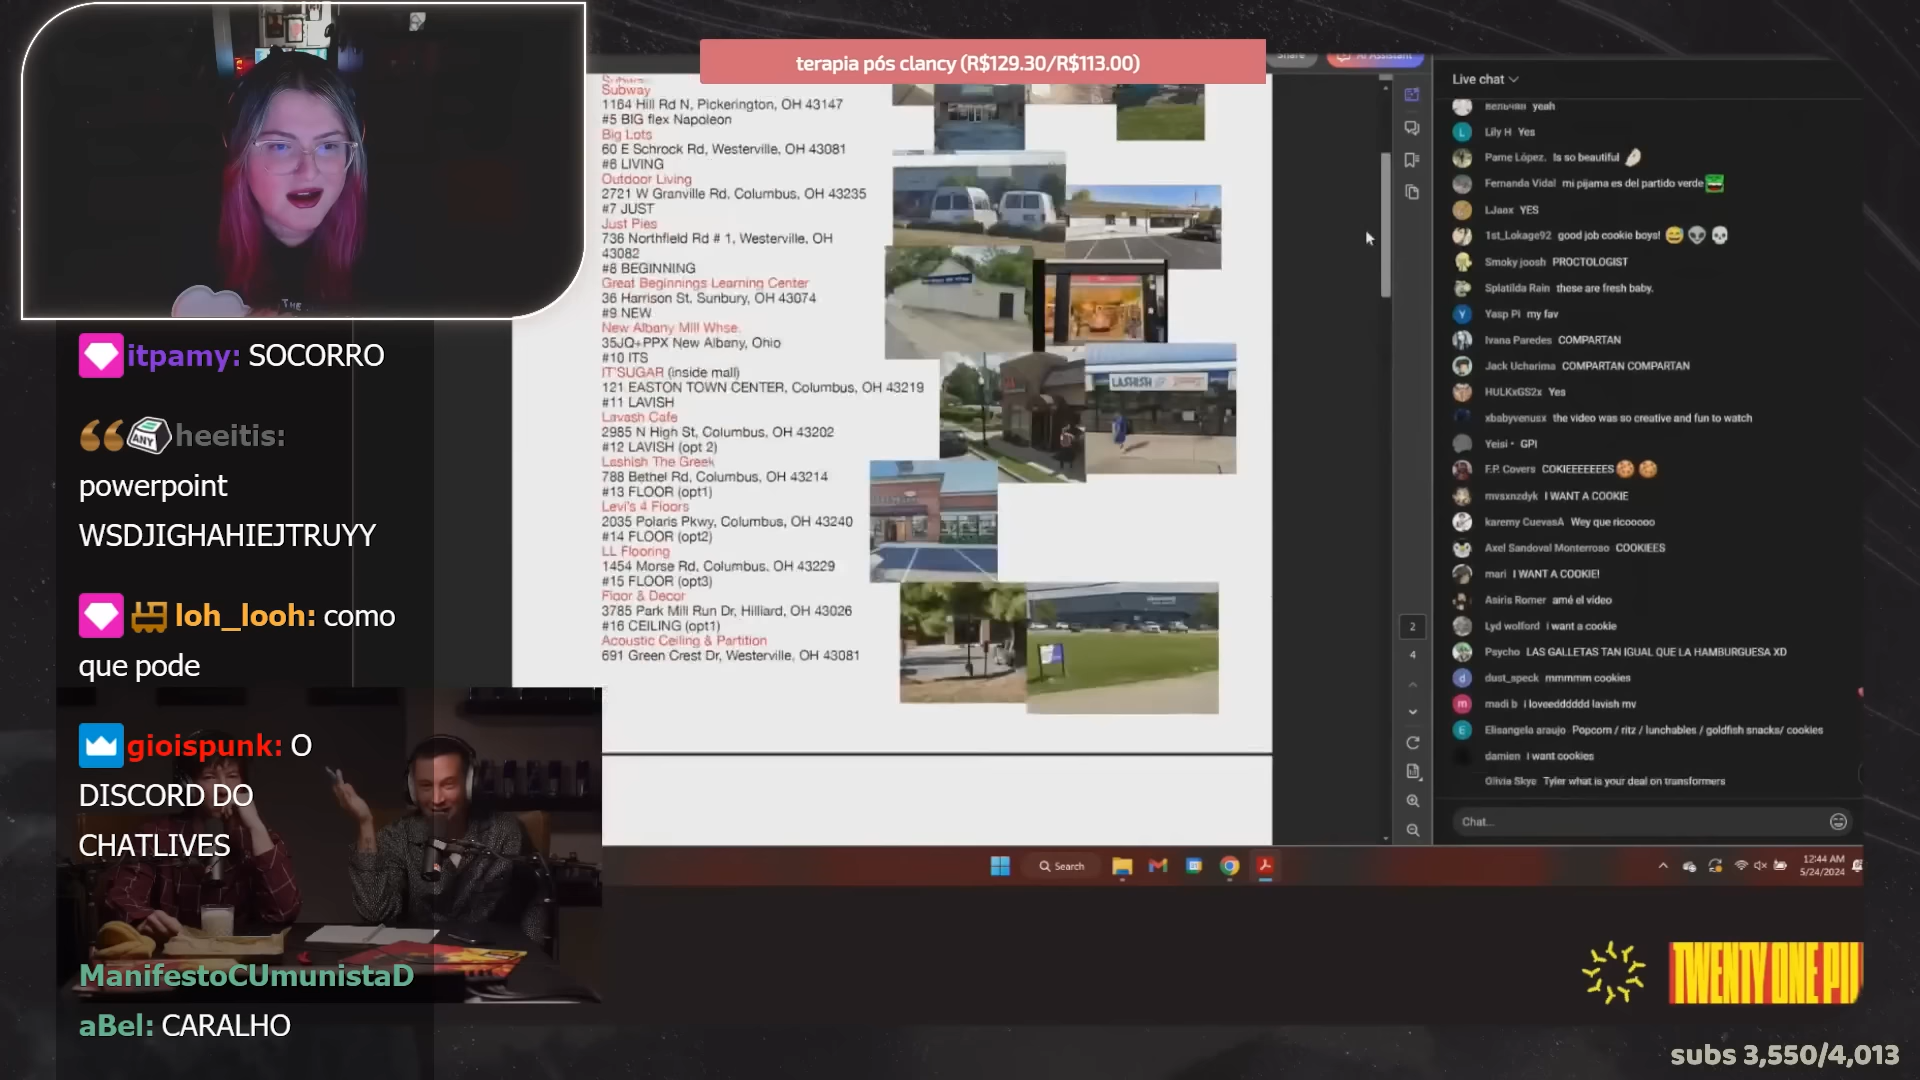 terapia pós clancy (R$129.30/R$113.00)
Share
AI Assistant
THE
itpamy: SOCORRO
ANY
heeitis:
powerpoint
WSDJIGHAHIEJTRUYY
loh_looh: como
que pode
gioispunk: O
DISCORD DO
CHATLIVES
ManifestoCUmunistaD
aBel: CARALHO
Subway
1164 Hill Rd N, Pickerington, OH 43147
#5 BIG flex Napoleon
Big Lots
60 E Schrock Rd, Westerville, OH 43081
#6 LIVING
Outdoor Living
2721 W Granville Rd, Columbus, OH 43235
#7 JUST
Just Pies
736 Northfield Rd # 1, Westerville, OH
43082
#8 BEGINNING
Great Beginnings Learning Center
36 Harrison St. Sunbury, OH 43074
#9 NEW
New Albany Mill Whse.
35JQ+PPX New Albany, Ohio
#10 ITS
IT'SUGAR (inside mall)
121 EASTON TOWN CENTER, Columbus, OH 43219
#11 LAVISH
Lavash Cafe
2985 N High St, Columbus, OH 43202
#12 LAVISH (opt 2)
Lashish The Greek
788 Bethel Rd, Columbus, OH 43214
#13 FLOOR (opt1)
Levi's 4 Floors
2035 Polaris Pkwy, Columbus, OH 43240
#14 FLOOR (opt2)
LL Flooring
1454 Morse Rd, Columbus. OH 43229
#15 FLOOR (opt3)
Floor & Decor
3785 Park Mill Run Dr, Hilliard, OH 43026
#16 CEILING (opt1)
Acoustic Ceiling & Partition
691 Green Crest Dr, Westerville, OH 43081
LASHISH
2
4
Live chat
yeah
Lily H Yes
Pame López. Is so beautiful
Fernanda Vidal mi pijama es del partido verde
LJaax YES
1st_Lokage92 good job cookie boys!
Smoky joosh PROCTOLOGIST
Splatilda Rain these are fresh baby.
Yasp Pi my fav
Ivana Paredes COMPARTAN
Jack Ucharima COMPARTAN COMPARTAN
HULKxGS2x Yes
xbabyvenusx the video was so creative and fun to watch
Yeisi • GPI
F.P. Covers COKIEEEEEEES
mvsxnzdyk I WANT A COOKIE
karemy CuevasA Wey que ricooooo
Axel Sandoval Monterroso COOKIEES
mari I WANT A COOKIE!
Asiris Romer amé el video
Lyd wolford i want a cookie
Psycho LAS GALLETAS TAN IGUAL QUE LA HAMBURGUESA XD
dust_speck mmmmm cookies
madi b i loveedddddd lavish mv
Elisangela araujo Popcorn / ritz / lunchables / goldfish snacks/ cookies
damien i want cookies
Olivia Skye Tyler what is your deal on transformers
Chat...
Search
12:44 AM
5/24/2024
TWENTY ONE PIL
subs 3,550/4,013